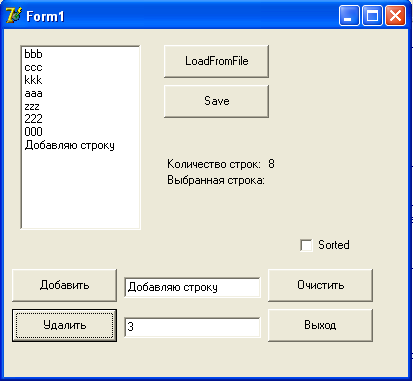 Form1
bbb
ccc
kkk
aaa
zzz
222
000
Добавляю строку
LoadFromFile
Save
Количество строк: 8
Выбранная строка:
Sorted
Добавить
Добавляю строку
Очистить
Удалить
3
Выход